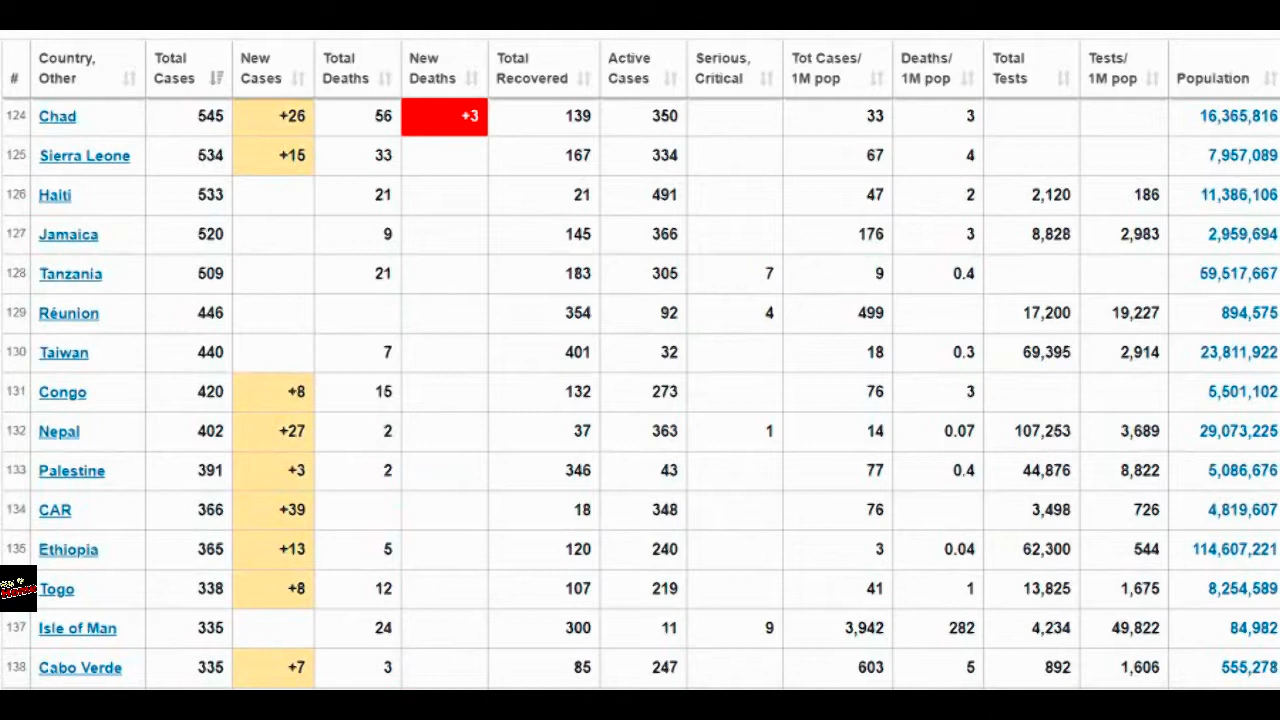 # Country, Other Total Cases New Cases Total Deaths New Deaths Total Recovered Active Cases Serious, Critical Tot Cases/ 1M pop Deaths/ 1M pop Total Tests Tests/ 1M pop Population
124 Chad 545 +26 56 +3 139 350 33 3 16,365,816
125 Sierra Leone 534 +15 33 167 334 67 4 7,957,089
126 Haiti 533 21 21 491 47 2 2,120 186 11,386,106
127 Jamaica 520 9 145 366 176 3 8,828 2,983 2,959,694
128 Tanzania 509 21 183 305 7 9 0.4 59,517,667
129 Réunion 446 354 92 4 499 17,200 19,227 894,575
130 Taiwan 440 7 401 32 18 0.3 69,395 2,914 23,811,922
131 Congo 420 +8 15 132 273 76 3 5,501,102
132 Nepal 402 +27 2 37 363 1 14 0.07 107,253 3,689 29,073,225
133 Palestine 391 +3 2 346 43 77 0.4 44,876 8,822 5,086,676
134 CAR 366 +39 18 348 76 3,498 726 4,819,607
135 Ethiopia 365 +13 5 120 240 3 0.04 62,300 544 114,607,221
Togo 338 +8 12 107 219 41 1 13,825 1,675 8,254,589
137 Isle of Man 335 24 300 11 9 3,942 282 4,234 49,822 84,982
138 Cabo Verde 335 +7 3 85 247 603 5 892 1,606 555,278